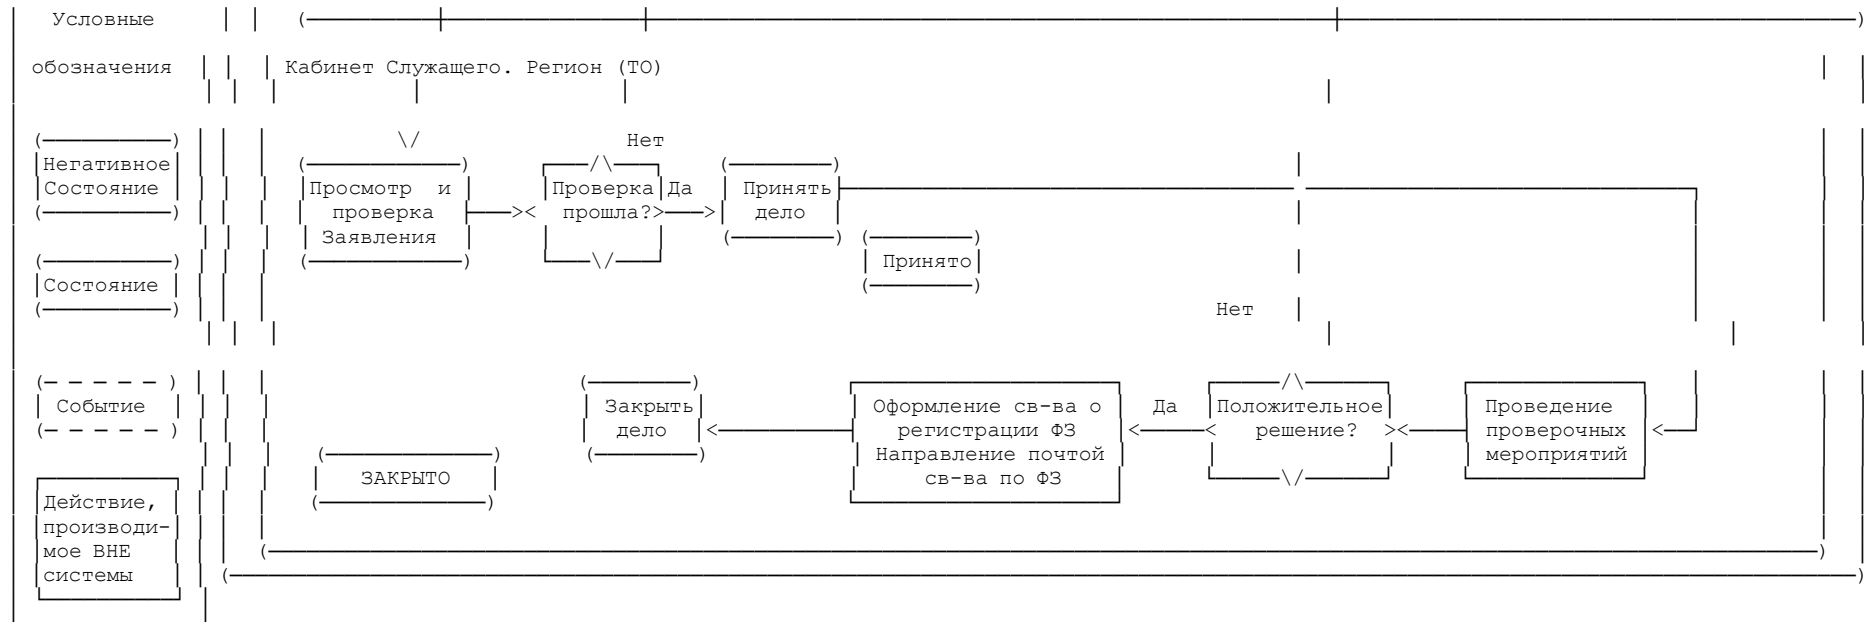 Условные
обозначения
Кабинет Служащего. Регион (ТО)
Нет
Негативное
Состояние
Просмотр и
проверка
Заявления
Проверка
прошла?
Да
Принять
дело
Принято
Состояние
Нет
Событие
Закрыть
дело
Оформление св-ва о
регистрации ФЗ
Направление почтой
св-ва по ФЗ
Да
Положительное
решение?
Проведение
проверочных
мероприятий
ЗАКРЫТО
Действие,
производи-
мое ВНЕ
системы